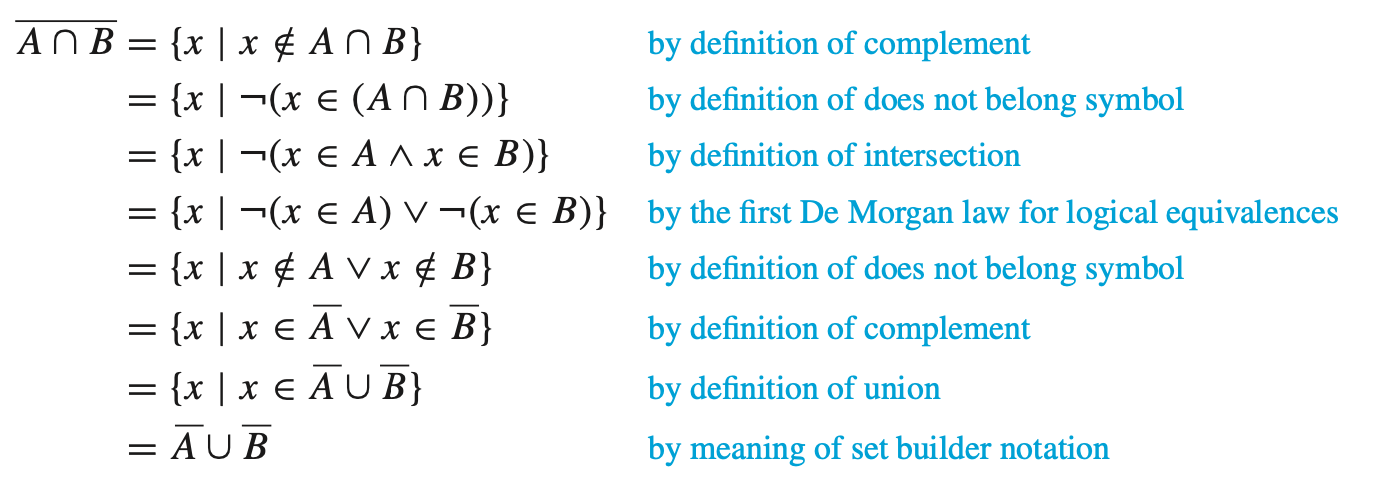 A̅ ̅∩̅ ̅B̅ = {x | x ∉ A ∩ B} by definition of complement
= {x | ¬(x ∈ (A ∩ B))} by definition of does not belong symbol
= {x | ¬(x ∈ A ∧ x ∈ B)} by definition of intersection
= {x | ¬(x ∈ A) ∨ ¬(x ∈ B)} by the first De Morgan law for logical equivalences
= {x | x ∉ A ∨ x ∉ B} by definition of does not belong symbol
= {x | x ∈ A̅ ∨ x ∈ B̅} by definition of complement
= {x | x ∈ A̅ ∪ B̅} by definition of union
= A̅ ∪ B̅ by meaning of set builder notation